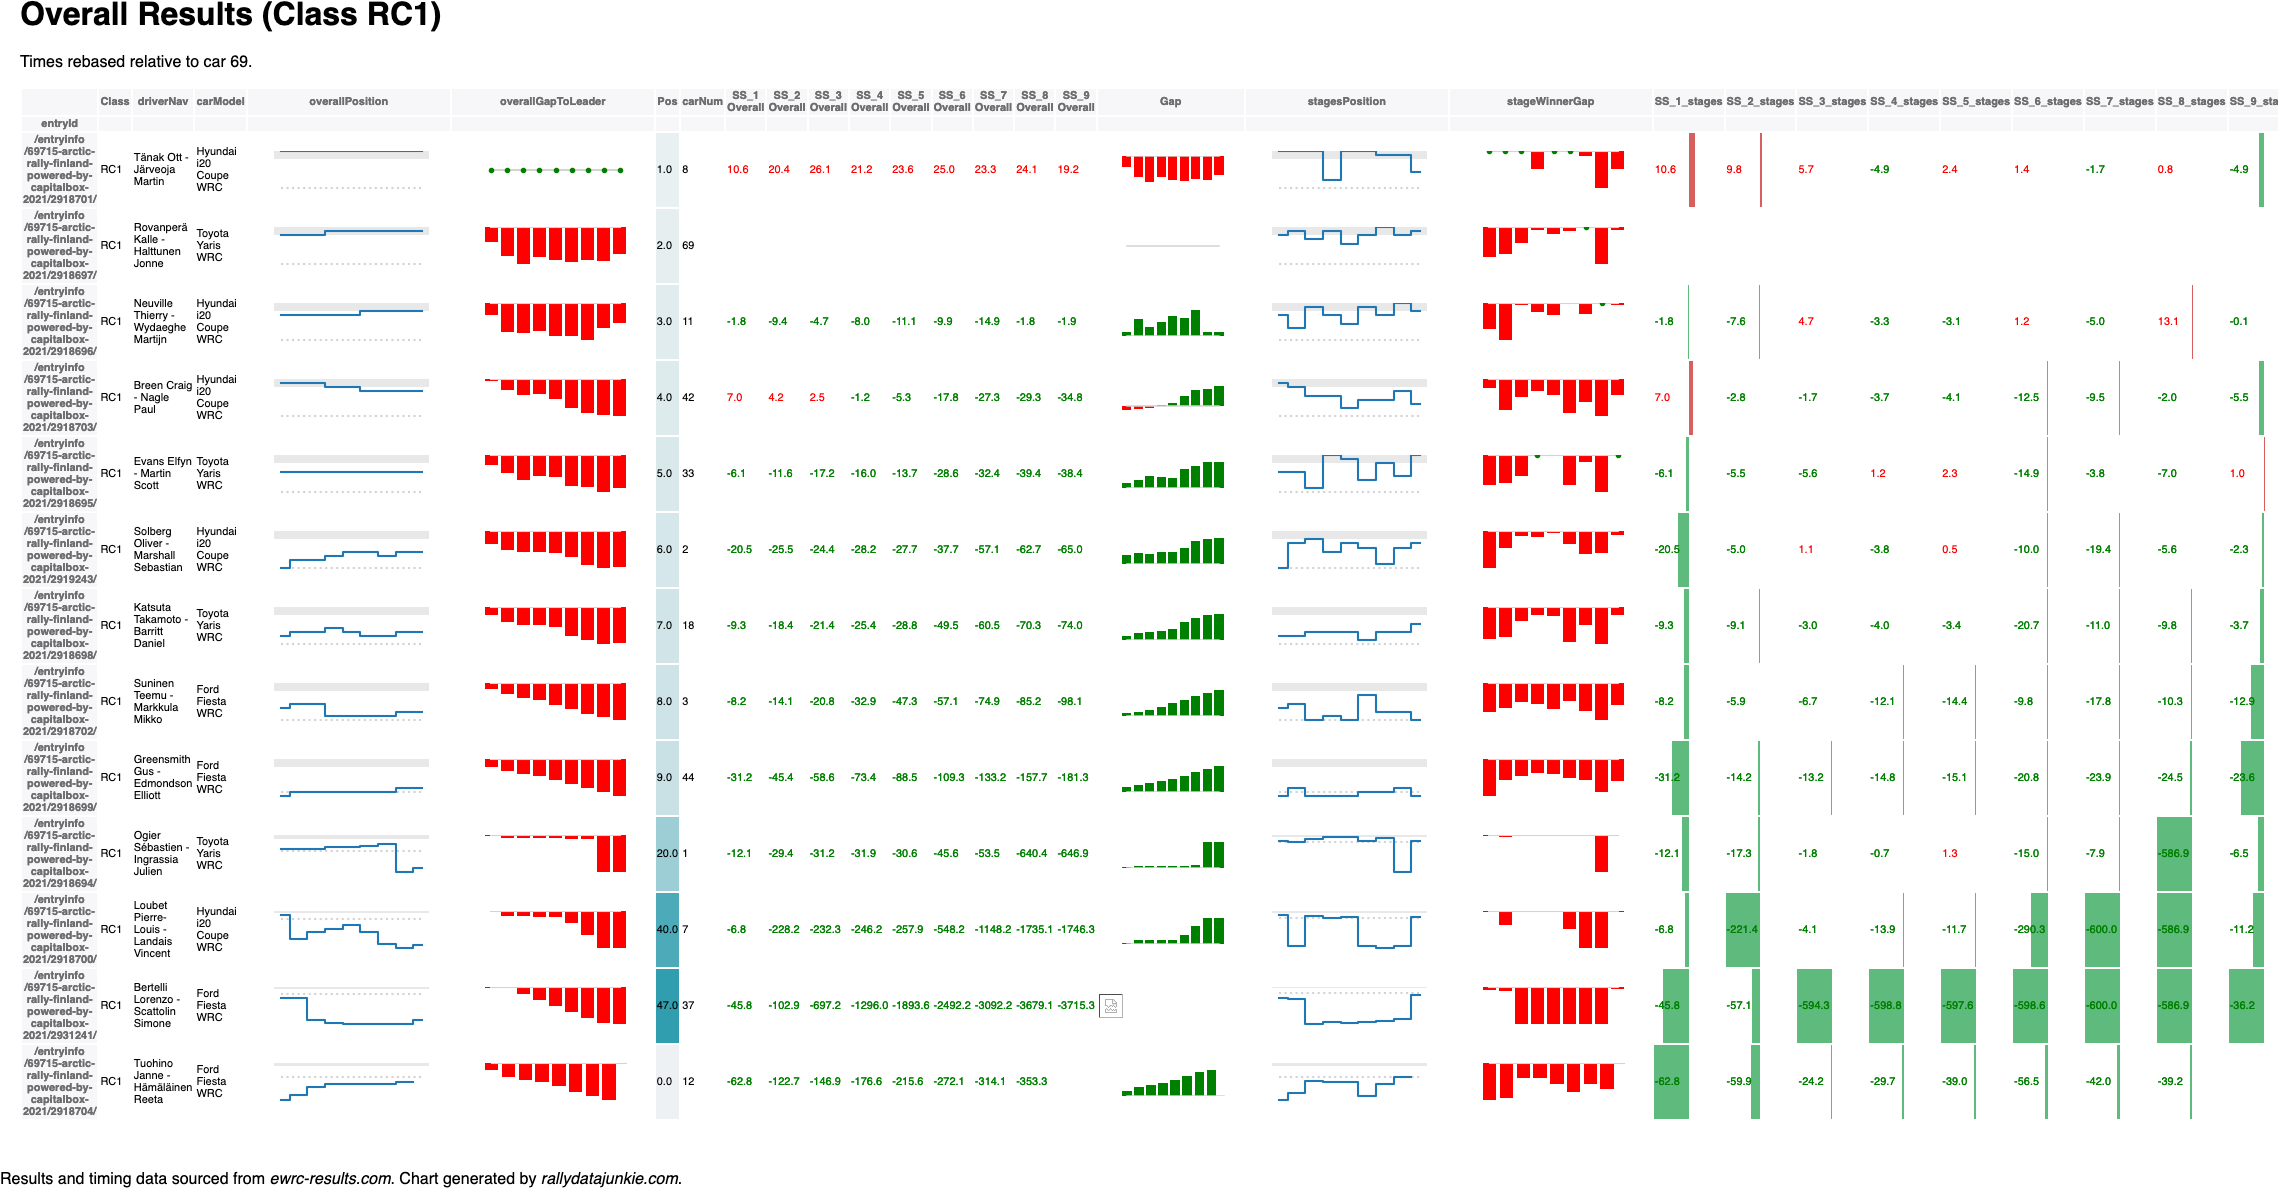 Overall Results (Class RC1)
Times rebased relative to car 69.
Class driverNav carModel overallPosition overallGapToLeader Pos carNum SS_1 Overall SS_2 Overall SS_3 Overall SS_4 Overall SS_5 Overall SS_6 Overall SS_7 Overall SS_8 Overall SS_9 Overall Gap stagesPosition stageWinnerGap SS_1_stages SS_2_stages SS_3_stages SS_4_stages SS_5_stages SS_6_stages SS_7_stages SS_8_stages SS_9_sta
entryId
/entryinfo/69715-arctic-rally-finland-powered-by-capitalbox-2021/2918701/ RC1 Tänak Ott - Järveoja Martin Hyundai i20 Coupe WRC 1.0 8 10.6 20.4 26.1 21.2 23.6 25.0 23.3 24.1 19.2 10.6 9.8 5.7 -4.9 2.4 1.4 -1.7 0.8 -4.9
/entryinfo/69715-arctic-rally-finland-powered-by-capitalbox-2021/2918697/ RC1 Rovanperä Kalle - Halttunen Jonne Toyota Yaris WRC 2.0 69
/entryinfo/69715-arctic-rally-finland-powered-by-capitalbox-2021/2918696/ RC1 Neuville Thierry - Wydaeghe Martijn Hyundai i20 Coupe WRC 3.0 11 -1.8 -9.4 -4.7 -8.0 -11.1 -9.9 -14.9 -1.8 -1.9 -1.8 -7.6 4.7 -3.3 -3.1 1.2 -5.0 13.1 -0.1
/entryinfo/69715-arctic-rally-finland-powered-by-capitalbox-2021/2918703/ RC1 Breen Craig - Nagle Paul Hyundai i20 Coupe WRC 4.0 42 7.0 4.2 2.5 -1.2 -5.3 -17.8 -27.3 -29.3 -34.8 7.0 -2.8 -1.7 -3.7 -4.1 -12.5 -9.5 -2.0 -5.5
/entryinfo/69715-arctic-rally-finland-powered-by-capitalbox-2021/2918695/ RC1 Evans Elfyn - Martin Scott Toyota Yaris WRC 5.0 33 -6.1 -11.6 -17.2 -16.0 -13.7 -28.6 -32.4 -39.4 -38.4 -6.1 -5.5 -5.6 1.2 2.3 -14.9 -3.8 -7.0 1.0
/entryinfo/69715-arctic-rally-finland-powered-by-capitalbox-2021/2919243/ RC1 Solberg Oliver - Marshall Sebastian Hyundai i20 Coupe WRC 6.0 2 -20.5 -25.5 -24.4 -28.2 -27.7 -37.7 -57.1 -62.7 -65.0 -20.5 -5.0 1.1 -3.8 0.5 -10.0 -19.4 -5.6 -2.3
/entryinfo/69715-arctic-rally-finland-powered-by-capitalbox-2021/2918698/ RC1 Katsuta Takamoto - Barritt Daniel Toyota Yaris WRC 7.0 18 -9.3 -18.4 -21.4 -25.4 -28.8 -49.5 -60.5 -70.3 -74.0 -9.3 -9.1 -3.0 -4.0 -3.4 -20.7 -11.0 -9.8 -3.7
/entryinfo/69715-arctic-rally-finland-powered-by-capitalbox-2021/2918702/ RC1 Suninen Teemu - Markkula Mikko Ford Fiesta WRC 8.0 3 -8.2 -14.1 -20.8 -32.9 -47.3 -57.1 -74.9 -85.2 -98.1 -8.2 -5.9 -6.7 -12.1 -14.4 -9.8 -17.8 -10.3 -12.9
/entryinfo/69715-arctic-rally-finland-powered-by-capitalbox-2021/2918699/ RC1 Greensmith Gus - Edmondson Elliott Ford Fiesta WRC 9.0 44 -31.2 -45.4 -58.6 -73.4 -88.5 -109.3 -133.2 -157.7 -181.3 -31.2 -14.2 -13.2 -14.8 -15.1 -20.8 -23.9 -24.5 -23.6
/entryinfo/69715-arctic-rally-finland-powered-by-capitalbox-2021/2918694/ RC1 Ogier Sébastien - Ingrassia Julien Toyota Yaris WRC 20.0 1 -12.1 -29.4 -31.2 -31.9 -30.6 -45.6 -53.5 -640.4 -646.9 -12.1 -17.3 -1.8 -0.7 1.3 -15.0 -7.9 -586.9 -6.5
/entryinfo/69715-arctic-rally-finland-powered-by-capitalbox-2021/2918700/ RC1 Loubet Pierre-Louis - Landais Vincent Hyundai i20 Coupe WRC 40.0 7 -6.8 -228.2 -232.3 -246.2 -257.9 -548.2 -1148.2 -1735.1 -1746.3 -6.8 -221.4 -4.1 -13.9 -11.7 -290.3 -600.0 -586.9 -11.2
/entryinfo/69715-arctic-rally-finland-powered-by-capitalbox-2021/2931241/ RC1 Bertelli Lorenzo - Scattolin Simone Ford Fiesta WRC 47.0 37 -45.8 -102.9 -697.2 -1296.0 -1893.6 -2492.2 -3092.2 -3679.1 -3715.3 -45.8 -57.1 -594.3 -598.8 -597.6 -598.6 -600.0 -586.9 -36.2
/entryinfo/69715-arctic-rally-finland-powered-by-capitalbox-2021/2918704/ RC1 Tuohino Janne - Hämäläinen Reeta Ford Fiesta WRC 0.0 12 -62.8 -122.7 -146.9 -176.6 -215.6 -272.1 -314.1 -353.3 -62.8 -59.9 -24.2 -29.7 -39.0 -56.5 -42.0 -39.2
Results and timing data sourced from ewrc-results.com. Chart generated by rallydatajunkie.com.